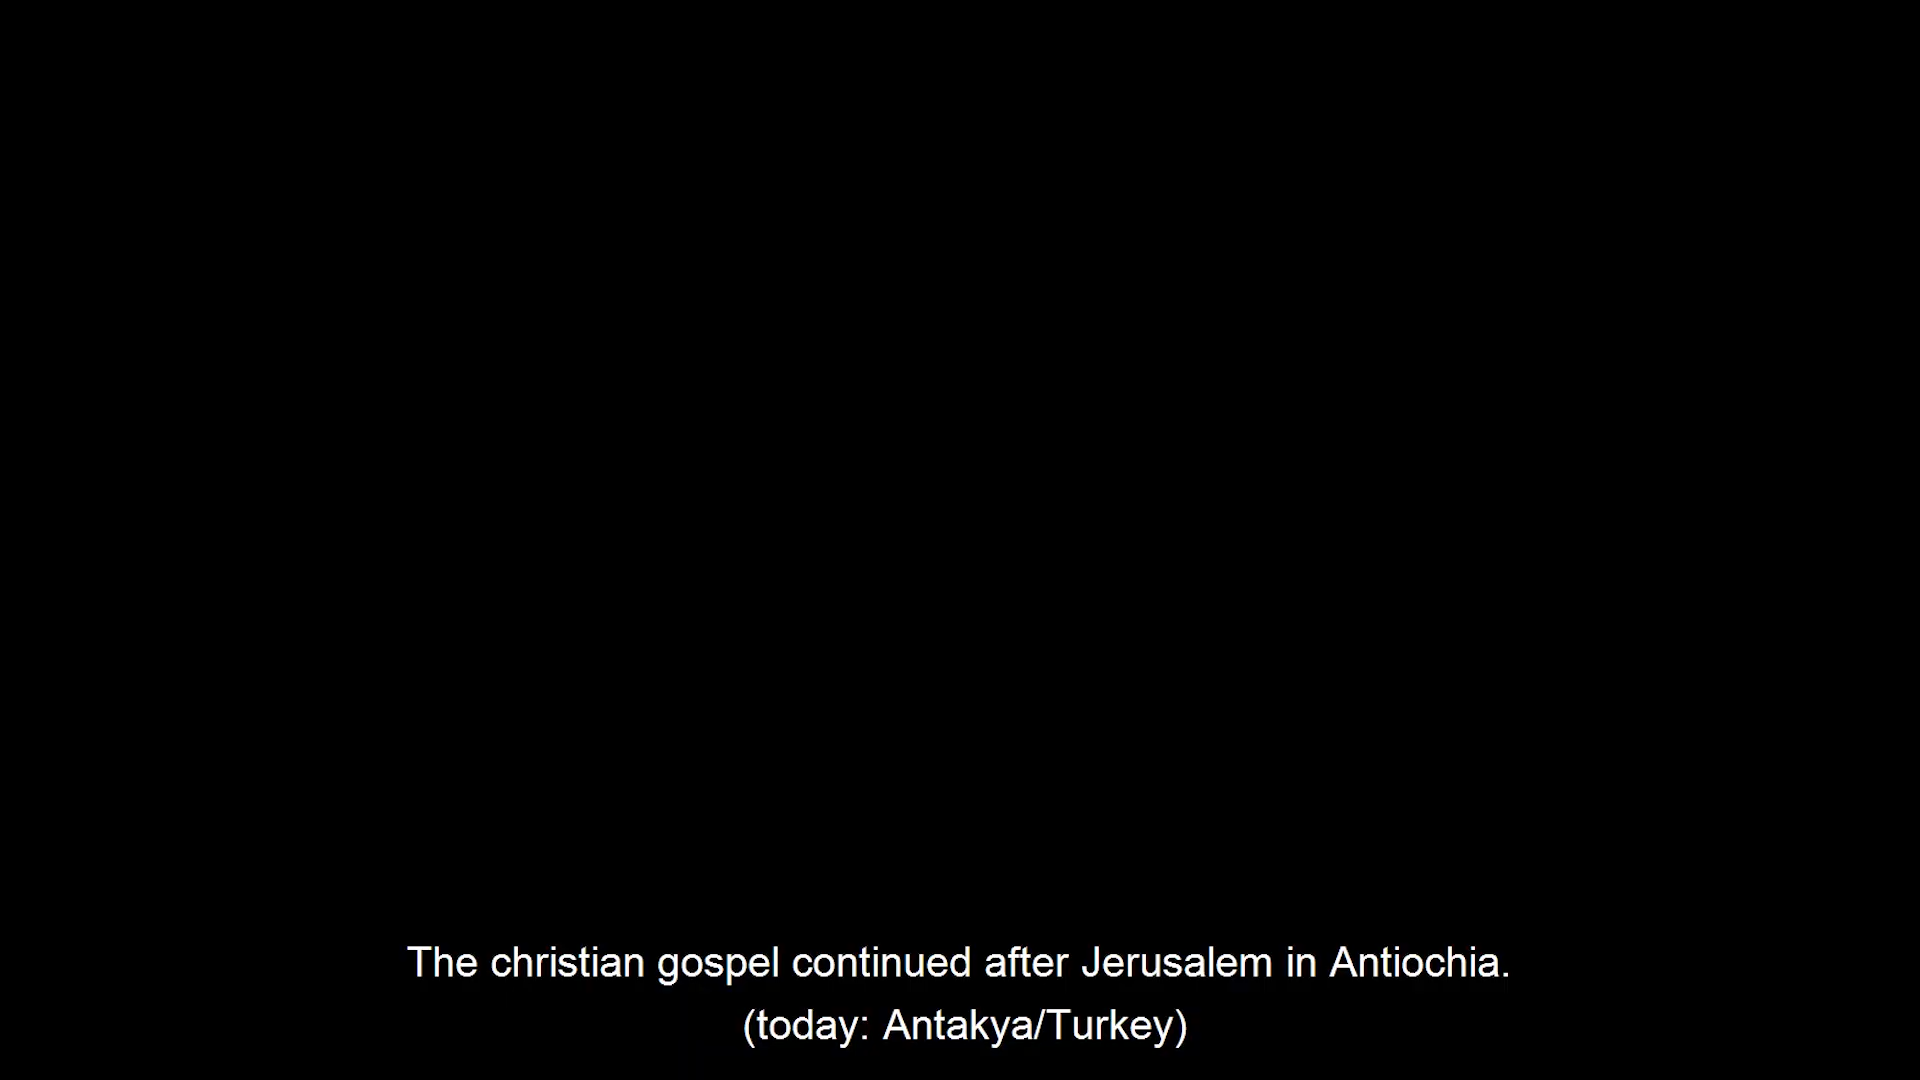 The christian gospel continued after Jerusalem in Antiochia.
(today: Antakya/Turkey)